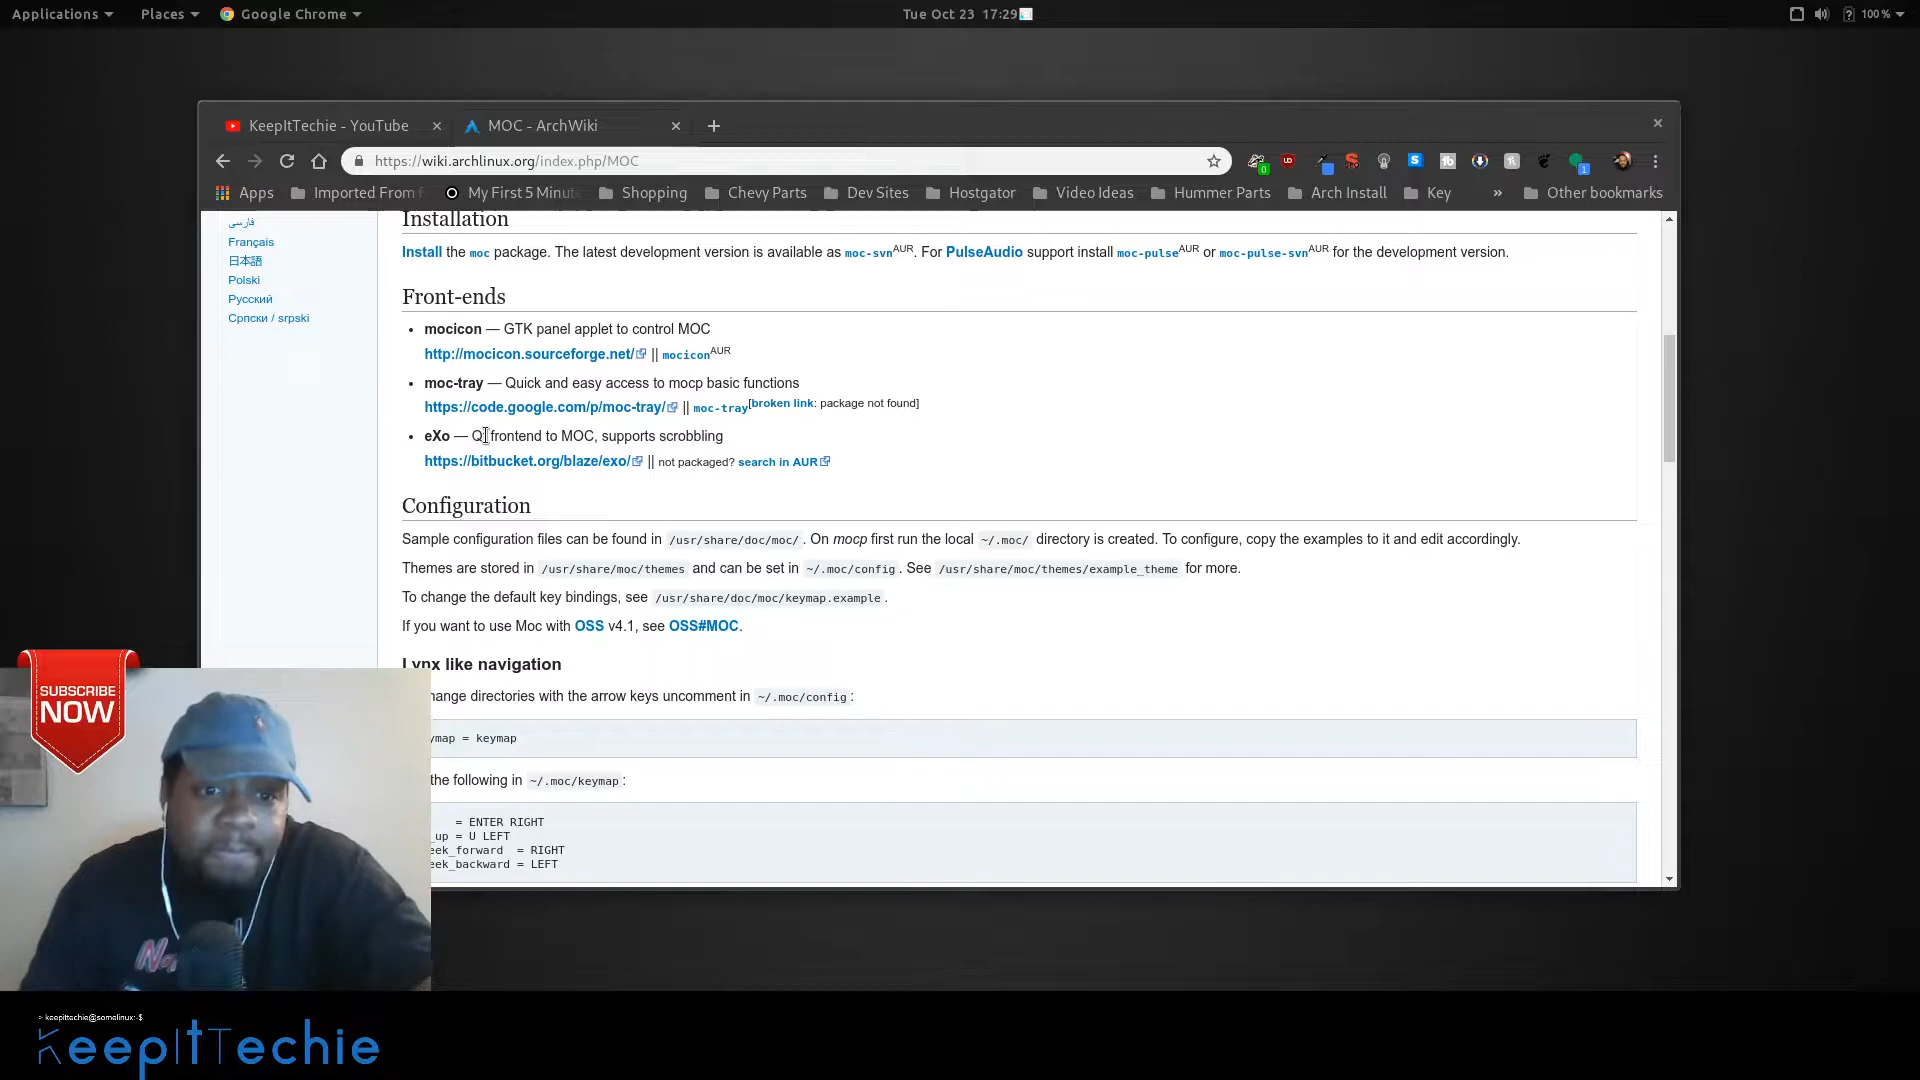 Applications Places Google Chrome Tue Oct 23 17:29 100%
KeepItTechie - YouTube MOC - ArchWiki
https://wiki.archlinux.org/index.php/MOC
Apps Imported From My First 5 Minute Shopping Chevy Parts Dev Sites Hostgator Video Ideas Hummer Parts Arch Install Key » Other bookmarks
فارسی
Français
日本語
Polski
Русский
Српски / srpski
Installation
Install the moc package. The latest development version is available as moc-svnAUR. For PulseAudio support install moc-pulseAUR or moc-pulse-svnAUR for the development version.
Front-ends
• mocicon — GTK panel applet to control MOC
http://mocicon.sourceforge.net/ || mociconAUR
• moc-tray — Quick and easy access to mocp basic functions
https://code.google.com/p/moc-tray/ || moc-tray[broken link: package not found]
• eXo — frontend to MOC, supports scrobbling
https://bitbucket.org/blaze/exo/ || not packaged? search in AUR
Configuration
Sample configuration files can be found in /usr/share/doc/moc/ . On mocp first run the local ~/.moc/ directory is created. To configure, copy the examples to it and edit accordingly.
Themes are stored in /usr/share/moc/themes and can be set in ~/.moc/config . See /usr/share/moc/themes/example_theme for more.
To change the default key bindings, see /usr/share/doc/moc/keymap.example .
If you want to use Moc with OSS v4.1, see OSS#MOC.
Lynx like navigation
hange directories with the arrow keys uncomment in ~/.moc/config :
ymap = keymap
the following in ~/.moc/keymap :
= ENTER RIGHT
_up = U LEFT
eek_forward = RIGHT
eek_backward = LEFT
SUBSCRIBE
NOW
> keepittechie@somelinux:-$
KeepItTechie